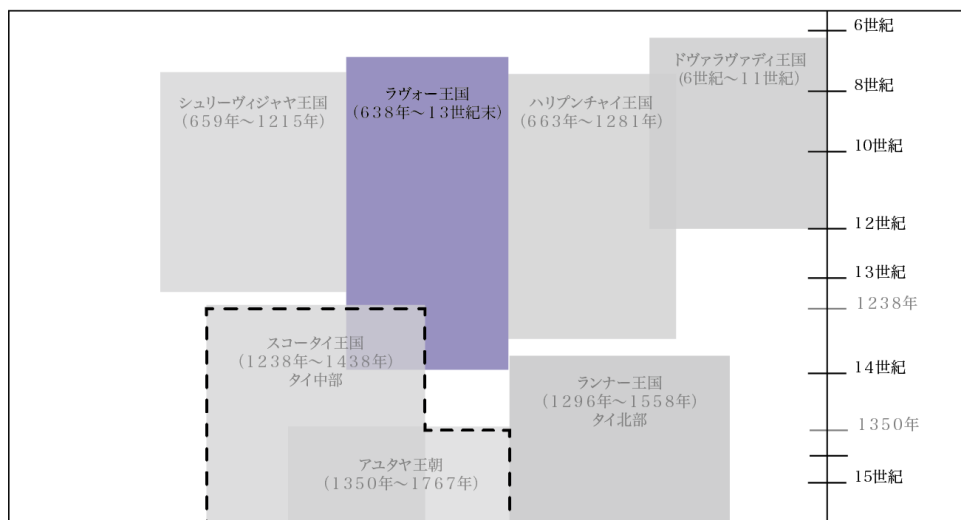 シュリーヴィジャヤ王国
(659年～1215年)
ラヴォー王国
(638年～13世紀末)
ハリプンチャイ王国
(663年～1281年)
ドヴァラヴァディ王国
(6世紀～11世紀)
スコータイ王国
(1238年～1438年)
タイ中部
アユタヤ王朝
(1350年～1767年)
ランナー王国
(1296年～1558年)
タイ北部
6世紀
8世紀
10世紀
12世紀
13世紀
1238年
14世紀
1350年
15世紀